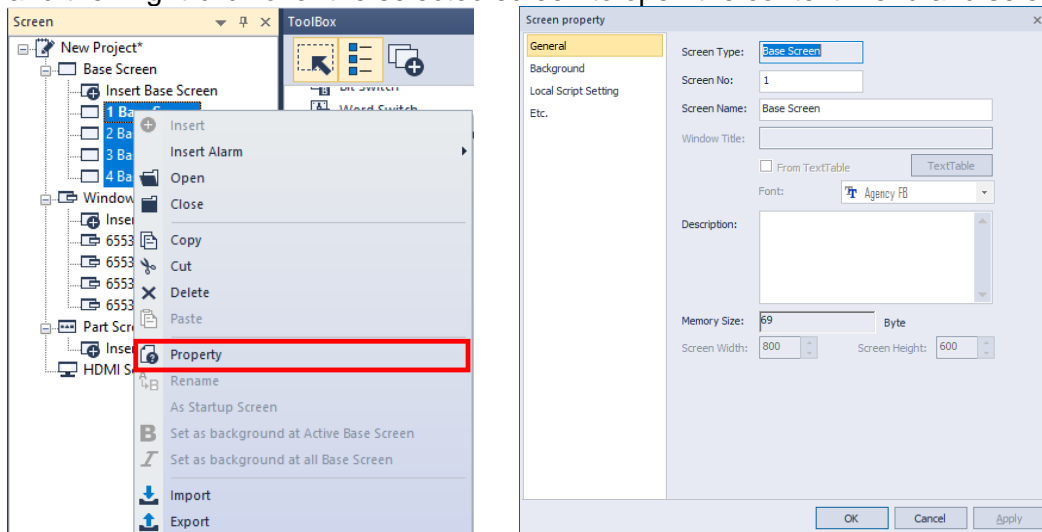 Screen
ToolBox
New Project*
Base Screen
Insert Base Screen
1 Ba
2 Ba
3 Ba
4 Ba
Window
Inser
6553
6553
6553
6553
Part Scr
Inser
HDMI S
Word Switch
Insert
Insert Alarm
Open
Close
Copy
Cut
Delete
Paste
Property
Rename
As Startup Screen
Set as background at Active Base Screen
Set as background at all Base Screen
Import
Export
Screen property
General
Background
Local Script Setting
Etc.
Screen Type: Base Screen
Screen No: 1
Screen Name: Base Screen
Window Title:
From TextTable TextTable
Font: Agency FB
Description:
Memory Size: 69 Byte
Screen Width: 800 Screen Height: 600
OK Cancel Apply